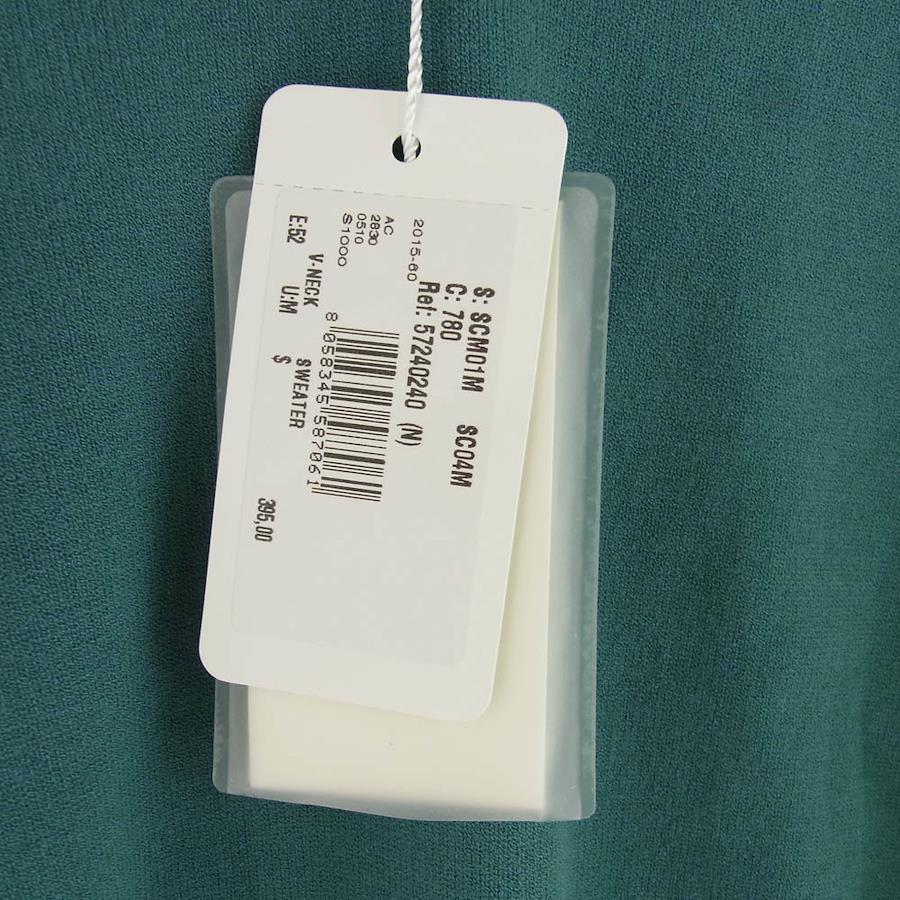 S: SCM01M SC04M
C: 780
Ref: 57240240 (N)
2015-60
AC
2830
0510
S1000
8 058345 587061
V-NECK SWEATER
E:52 U:M $
395,00